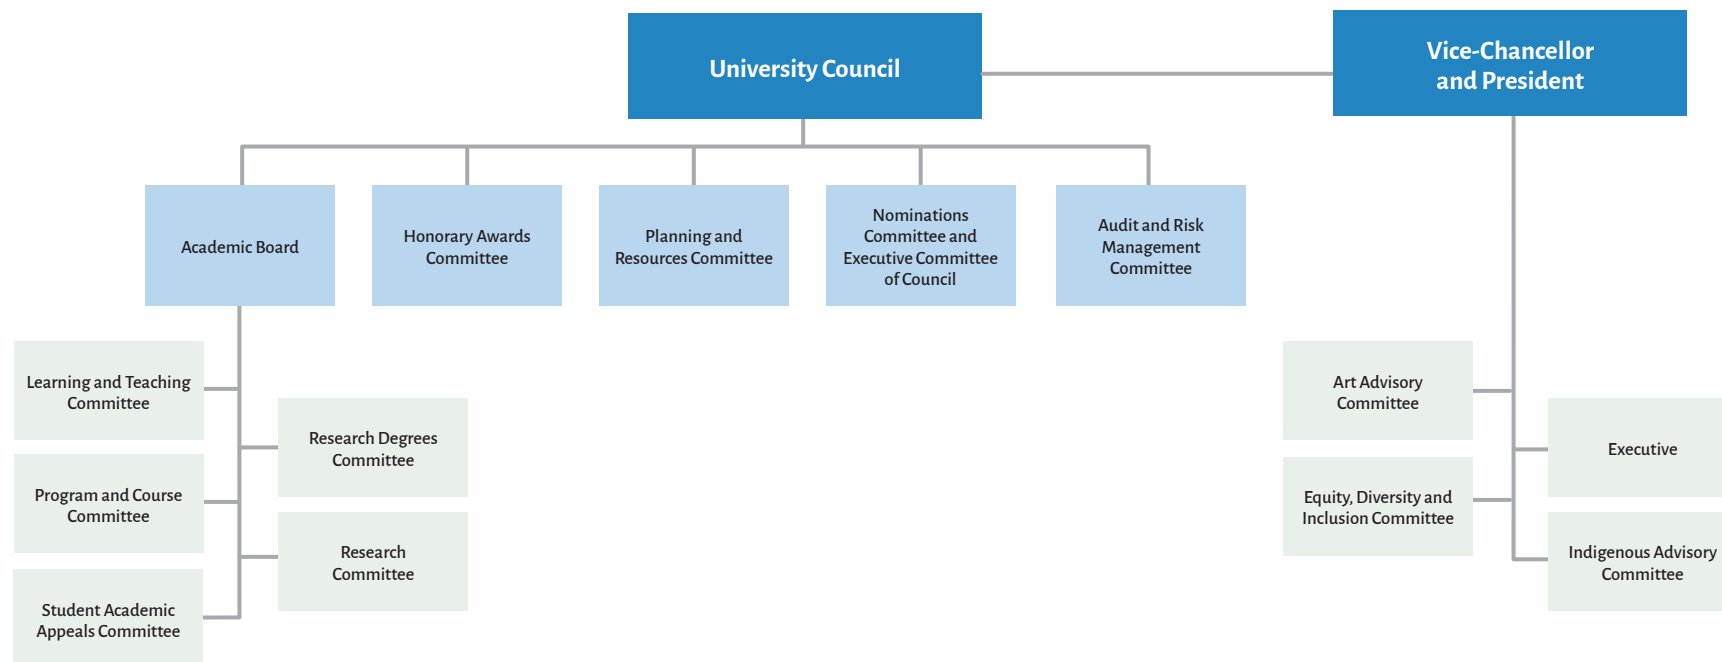 University Council
Vice-Chancellor
and President
Academic Board
Honorary Awards
Committee
Planning and
Resources Committee
Nominations
Committee and
Executive Committee
of Council
Audit and Risk
Management
Committee
Learning and Teaching
Committee
Research Degrees
Committee
Program and Course
Committee
Research
Committee
Student Academic
Appeals Committee
Art Advisory
Committee
Executive
Equity, Diversity and
Inclusion Committee
Indigenous Advisory
Committee